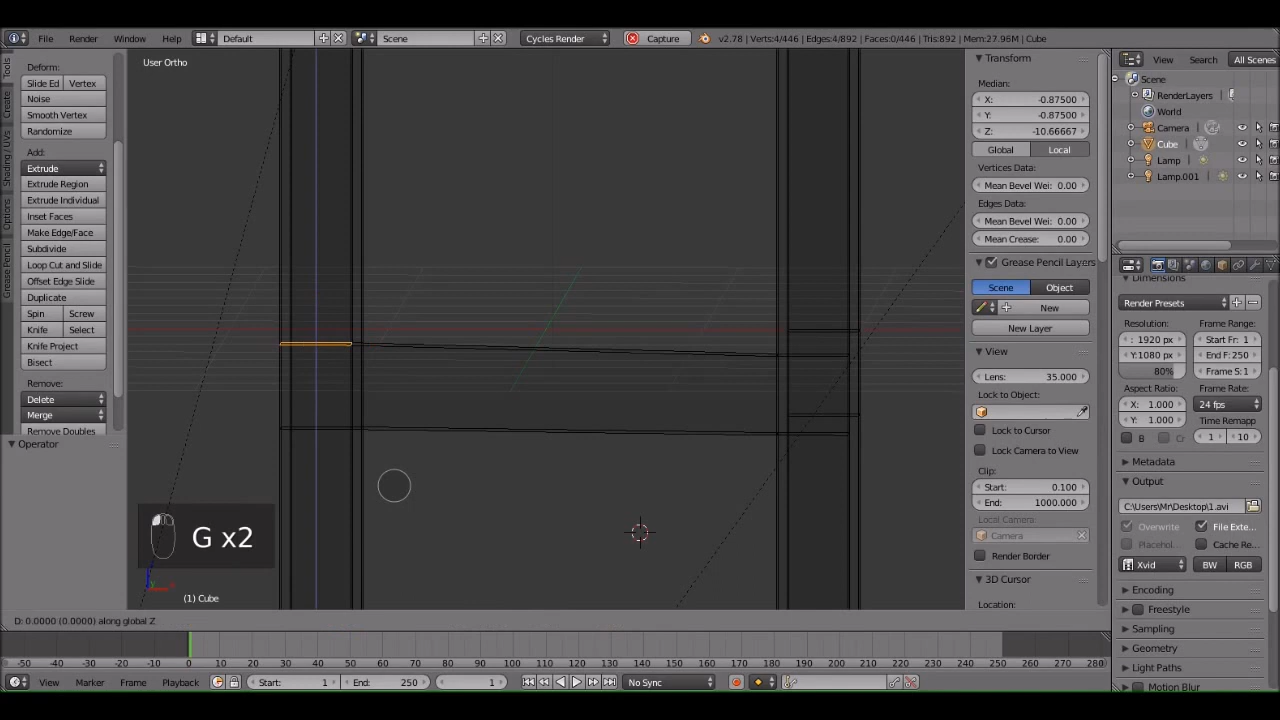 File Render Window Help Default Scene Cycles Render Capture v2.78 | Verts:4/446 | Edges:4/892 | Faces:0/446 | Tris:892 | Mem:27.96M | Cube
Tools
Create
Shading / UVs
Options
Grease Pencil
Deform:
Slide Ed Vertex
Noise
Smooth Vertex
Randomize
Add:
Extrude
Extrude Region
Extrude Individual
Inset Faces
Make Edge/Face
Subdivide
Loop Cut and Slide
Offset Edge Slide
Duplicate
Spin Screw
Knife Select
Knife Project
Bisect
Remove:
Delete
Merge
Remove Doubles
Operator
User Ortho
G x2
(1) Cube
Transform
Median:
X: -0.87500
Y: -0.87500
Z: -10.66667
Global Local
Vertices Data:
Mean Bevel Wei: 0.00
Edges Data:
Mean Bevel Wei: 0.00
Mean Crease: 0.00
Grease Pencil Layers
Scene Object
New
New Layer
View
Lens: 35.000
Lock to Object:
Lock to Cursor
Lock Camera to View
Clip:
Start: 0.100
End: 1000.000
Local Camera:
Camera
Render Border
3D Cursor
Location:
View Search All Scenes
Scene
RenderLayers
World
Camera
Cube
Lamp
Lamp.001
Dimensions
Render Presets
Resolution: Frame Range:
: 1920 px Start Fr: 1
Y:1080 px End F:250
80% Frame S:1
Aspect Ratio: Frame Rate:
X: 1.000 24 fps
Y: 1.000 Time Remapp
B Cr 1 10
Metadata
Output
C:\Users\Mr\Desktop\1.avi
Overwrite File Exte...
Placehol... Cache Re...
Xvid BW RGB
Encoding
Freestyle
Sampling
Geometry
Light Paths
Motion Blur
D: 0.0000 (0.0000) along global Z
-50 -40 -30 -20 -10 0 10 20 30 40 50 60 70 80 90 100 110 120 130 140 150 160 170 180 190 200 210 220 230 240 250 260 270 280
View Marker Frame Playback Start: 1 End: 250 1 No Sync